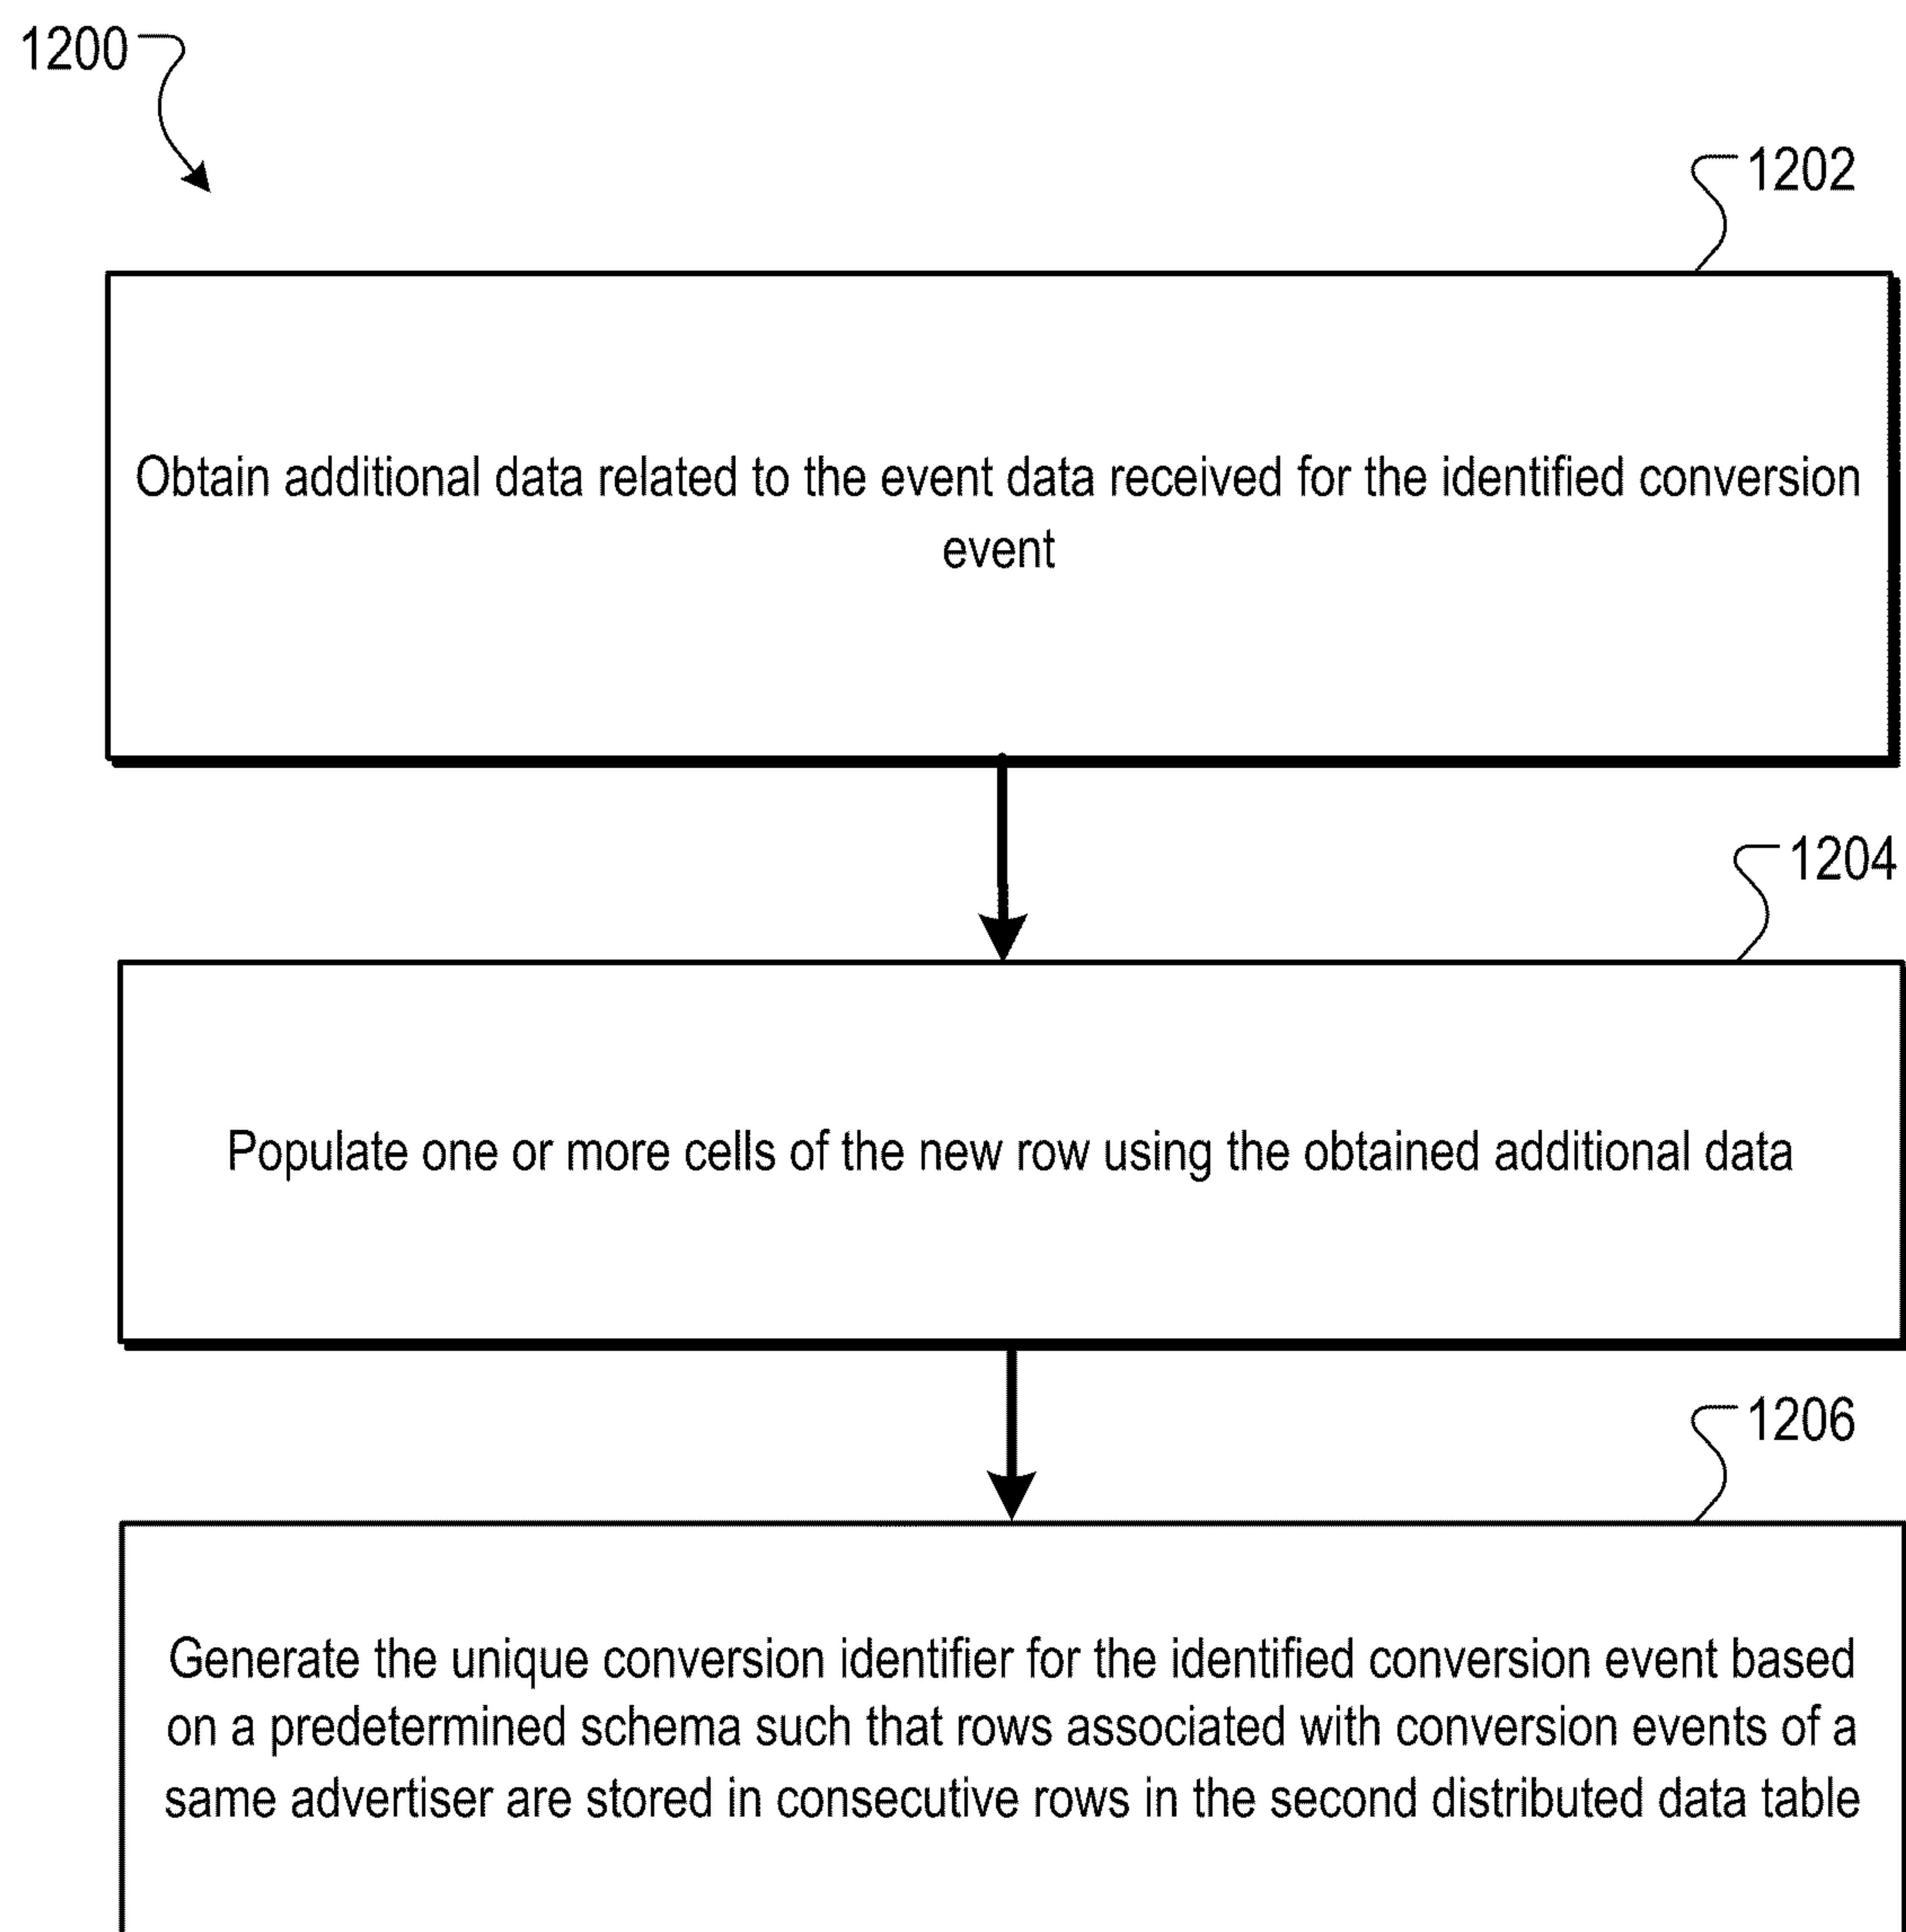 1200
1202
Obtain additional data related to the event data received for the identified conversion
event
1204
Populate one or more cells of the new row using the obtained additional data
1206
Generate the unique conversion identifier for the identified conversion event based
on a predetermined schema such that rows associated with conversion events of a
same advertiser are stored in consecutive rows in the second distributed data table